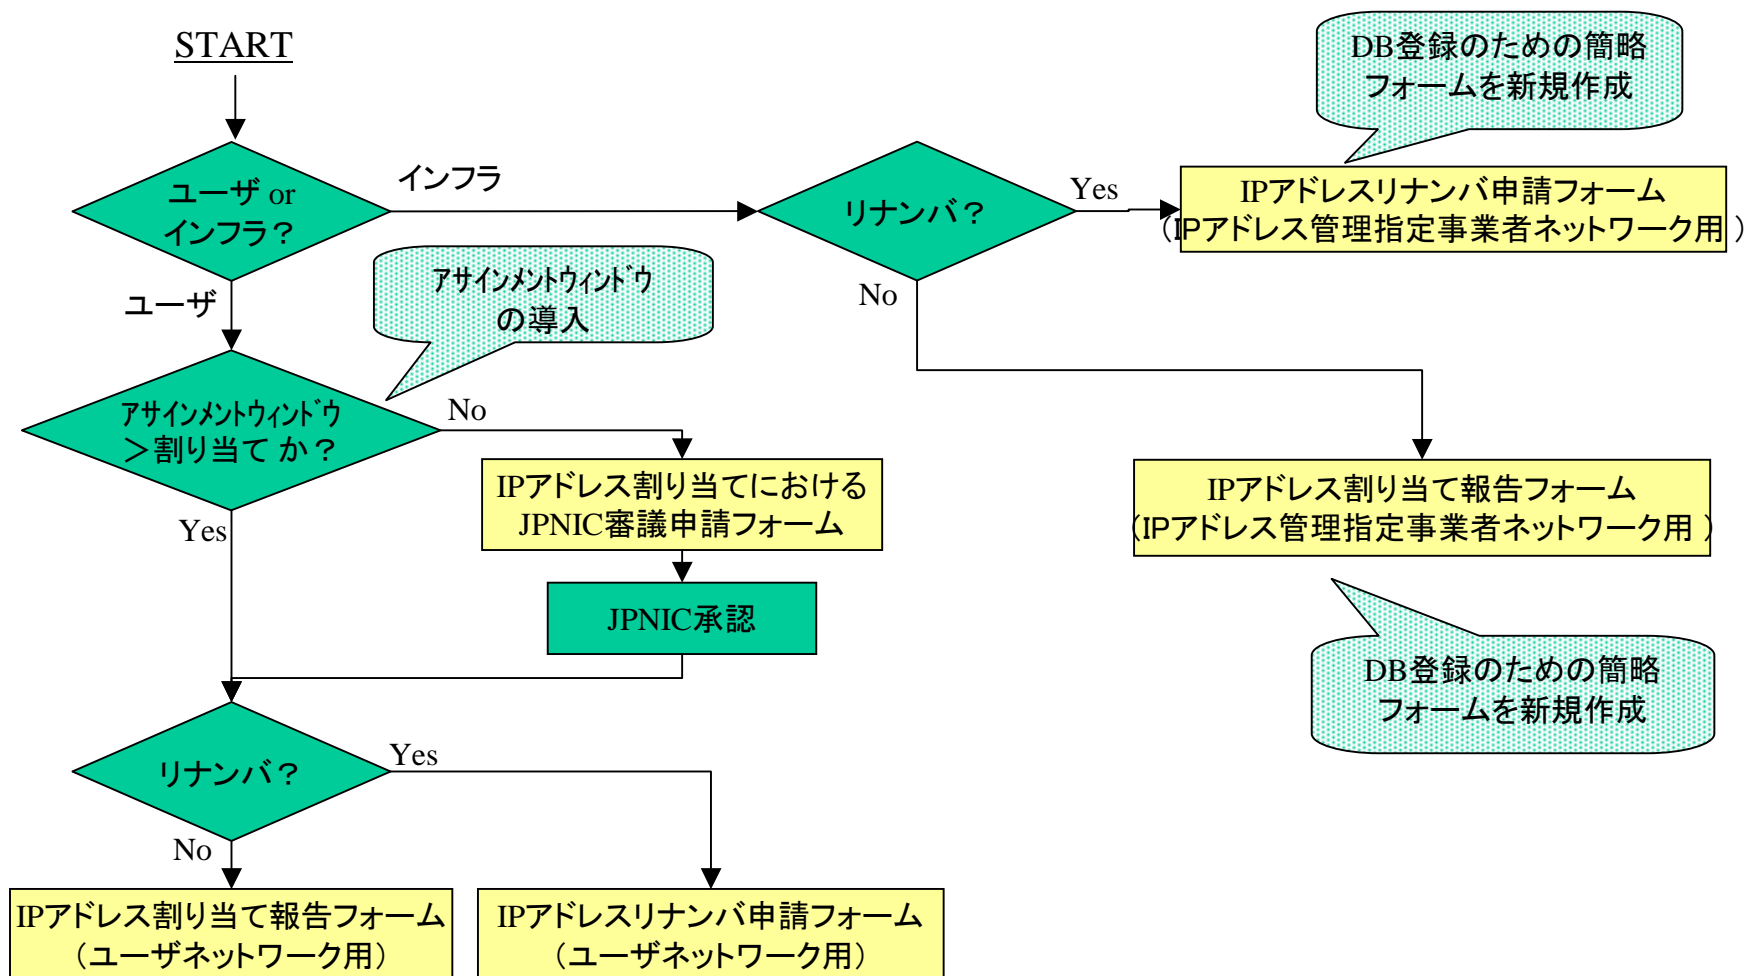 START
DB登録のための簡略
フォームを新規作成
ユーザ or
インフラ？
インフラ
リナンバ？
Yes
IPアドレスリナンバ申請フォーム
（IPアドレス管理指定事業者ネットワーク用 ）
No
ユーザ
ｱｻｲﾝﾒﾝﾄｳｨﾝﾄﾞｳ
の導入
ｱｻｲﾝﾒﾝﾄｳｨﾝﾄﾞｳ
＞割り当て か？
No
Yes
IPアドレス割り当てにおける
JPNIC審議申請フォーム
JPNIC承認
IPアドレス割り当て報告フォーム
（IPアドレス管理指定事業者ネットワーク用 ）
DB登録のための簡略
フォームを新規作成
リナンバ？
Yes
No
IPアドレス割り当て報告フォーム
（ユーザネットワーク用）
IPアドレスリナンバ申請フォーム
（ユーザネットワーク用）